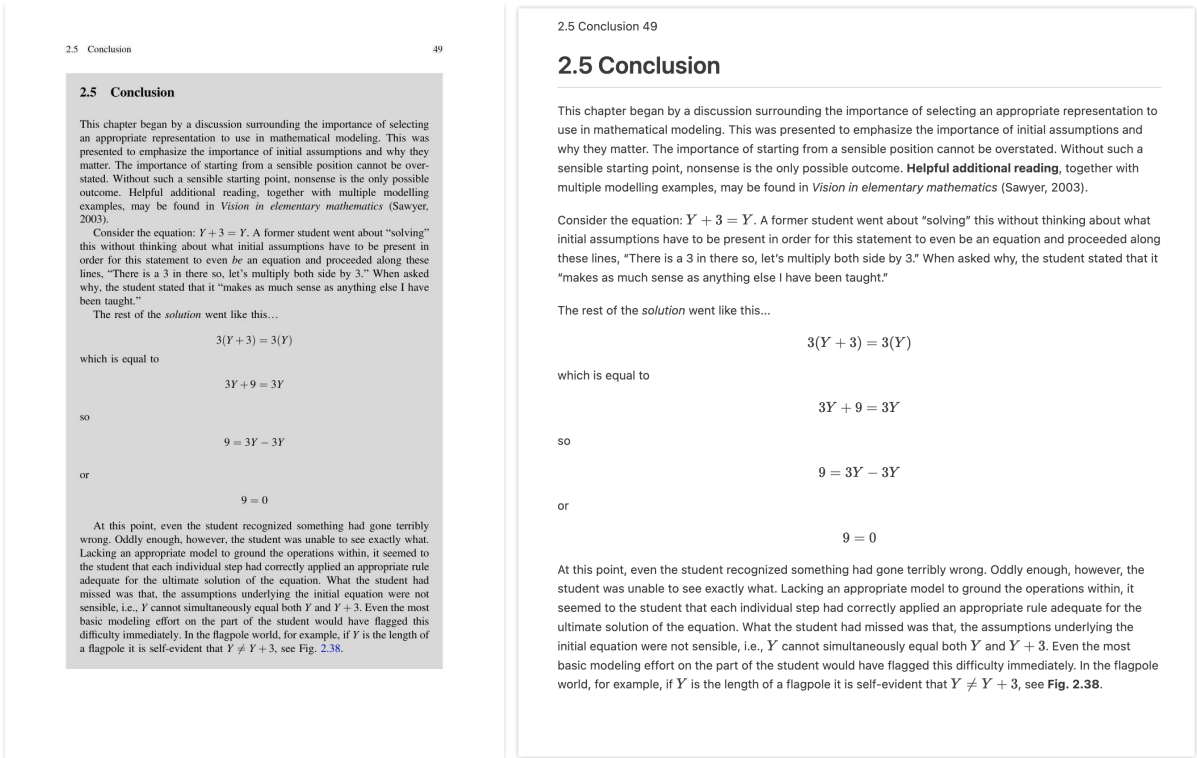 2.5 Conclusion 49
2.5 Conclusion
This chapter began by a discussion surrounding the importance of selecting
an appropriate representation to use in mathematical modeling. This was
presented to emphasize the importance of initial assumptions and why they
matter. The importance of starting from a sensible position cannot be over-
stated. Without such a sensible starting point, nonsense is the only possible
outcome. Helpful additional reading, together with multiple modelling
examples, may be found in Vision in elementary mathematics (Sawyer,
2003).
Consider the equation: Y + 3 = Y. A former student went about “solving”
this without thinking about what initial assumptions have to be present in
order for this statement to even be an equation and proceeded along these
lines, “There is a 3 in there so, let’s multiply both side by 3.” When asked
why, the student stated that it “makes as much sense as anything else I have
been taught.”
The rest of the solution went like this…
3(Y + 3) = 3(Y)
which is equal to
3Y + 9 = 3Y
so
9 = 3Y − 3Y
or
9 = 0
At this point, even the student recognized something had gone terribly
wrong. Oddly enough, however, the student was unable to see exactly what.
Lacking an appropriate model to ground the operations within, it seemed to
the student that each individual step had correctly applied an appropriate rule
adequate for the ultimate solution of the equation. What the student had
missed was that, the assumptions underlying the initial equation were not
sensible, i.e., Y cannot simultaneously equal both Y and Y + 3. Even the most
basic modeling effort on the part of the student would have flagged this
difficulty immediately. In the flagpole world, for example, if Y is the length of
a flagpole it is self-evident that Y ≠ Y + 3, see Fig. 2.38.
2.5 Conclusion 49
2.5 Conclusion
This chapter began by a discussion surrounding the importance of selecting an appropriate representation to
use in mathematical modeling. This was presented to emphasize the importance of initial assumptions and
why they matter. The importance of starting from a sensible position cannot be overstated. Without such a
sensible starting point, nonsense is the only possible outcome. Helpful additional reading, together with
multiple modelling examples, may be found in Vision in elementary mathematics (Sawyer, 2003).
Consider the equation: Y + 3 = Y. A former student went about “solving” this without thinking about what
initial assumptions have to be present in order for this statement to even be an equation and proceeded along
these lines, “There is a 3 in there so, let’s multiply both side by 3.” When asked why, the student stated that it
“makes as much sense as anything else I have been taught.”
The rest of the solution went like this…
3(Y + 3) = 3(Y)
which is equal to
3Y + 9 = 3Y
so
9 = 3Y − 3Y
or
9 = 0
At this point, even the student recognized something had gone terribly wrong. Oddly enough, however, the
student was unable to see exactly what. Lacking an appropriate model to ground the operations within, it
seemed to the student that each individual step had correctly applied an appropriate rule adequate for the
ultimate solution of the equation. What the student had missed was that, the assumptions underlying the
initial equation were not sensible, i.e., Y cannot simultaneously equal both Y and Y + 3. Even the most
basic modeling effort on the part of the student would have flagged this difficulty immediately. In the flagpole
world, for example, if Y is the length of a flagpole it is self-evident that Y ≠ Y + 3, see Fig. 2.38.